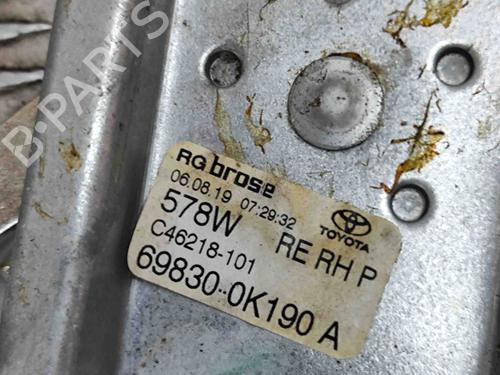 B-PARTS
RG brose
06.08.19 07:29:32
578W RE RH P
TOYOTA
C46218-101
69830-0K190 A